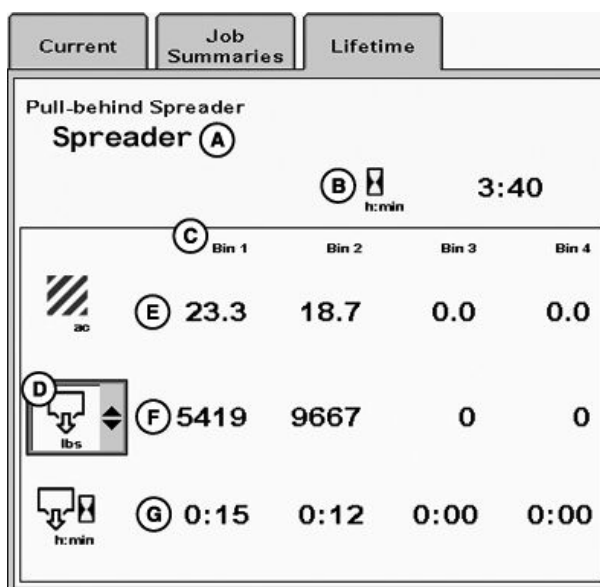 Current
Job
Summaries
Lifetime
Pull-behind Spreader
Spreader A
B h:min 3:40
C Bin 1 Bin 2 Bin 3 Bin 4
ac E 23.3 18.7 0.0 0.0
D lbs F 5419 9667 0 0
h:min G 0:15 0:12 0:00 0:00